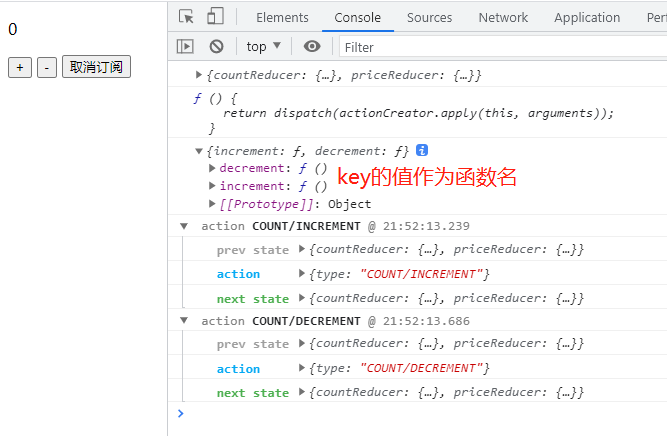 0
+ - 取消订阅
Elements Console Sources Network Performance
top Filter
{countReducer: {…}, priceReducer: {…}}
ƒ () {
return dispatch(actionCreator.apply(this, arguments));
}
{increment: ƒ, decrement: ƒ} i
decrement: ƒ ()
increment: ƒ ()
[[Prototype]]: Object
key的值作为函数名
action COUNT/INCREMENT @ 21:52:13.239
prev state {countReducer: {…}, priceReducer: {…}}
action {type: "COUNT/INCREMENT"}
next state {countReducer: {…}, priceReducer: {…}}
action COUNT/DECREMENT @ 21:52:13.686
prev state {countReducer: {…}, priceReducer: {…}}
action {type: "COUNT/DECREMENT"}
next state {countReducer: {…}, priceReducer: {…}}